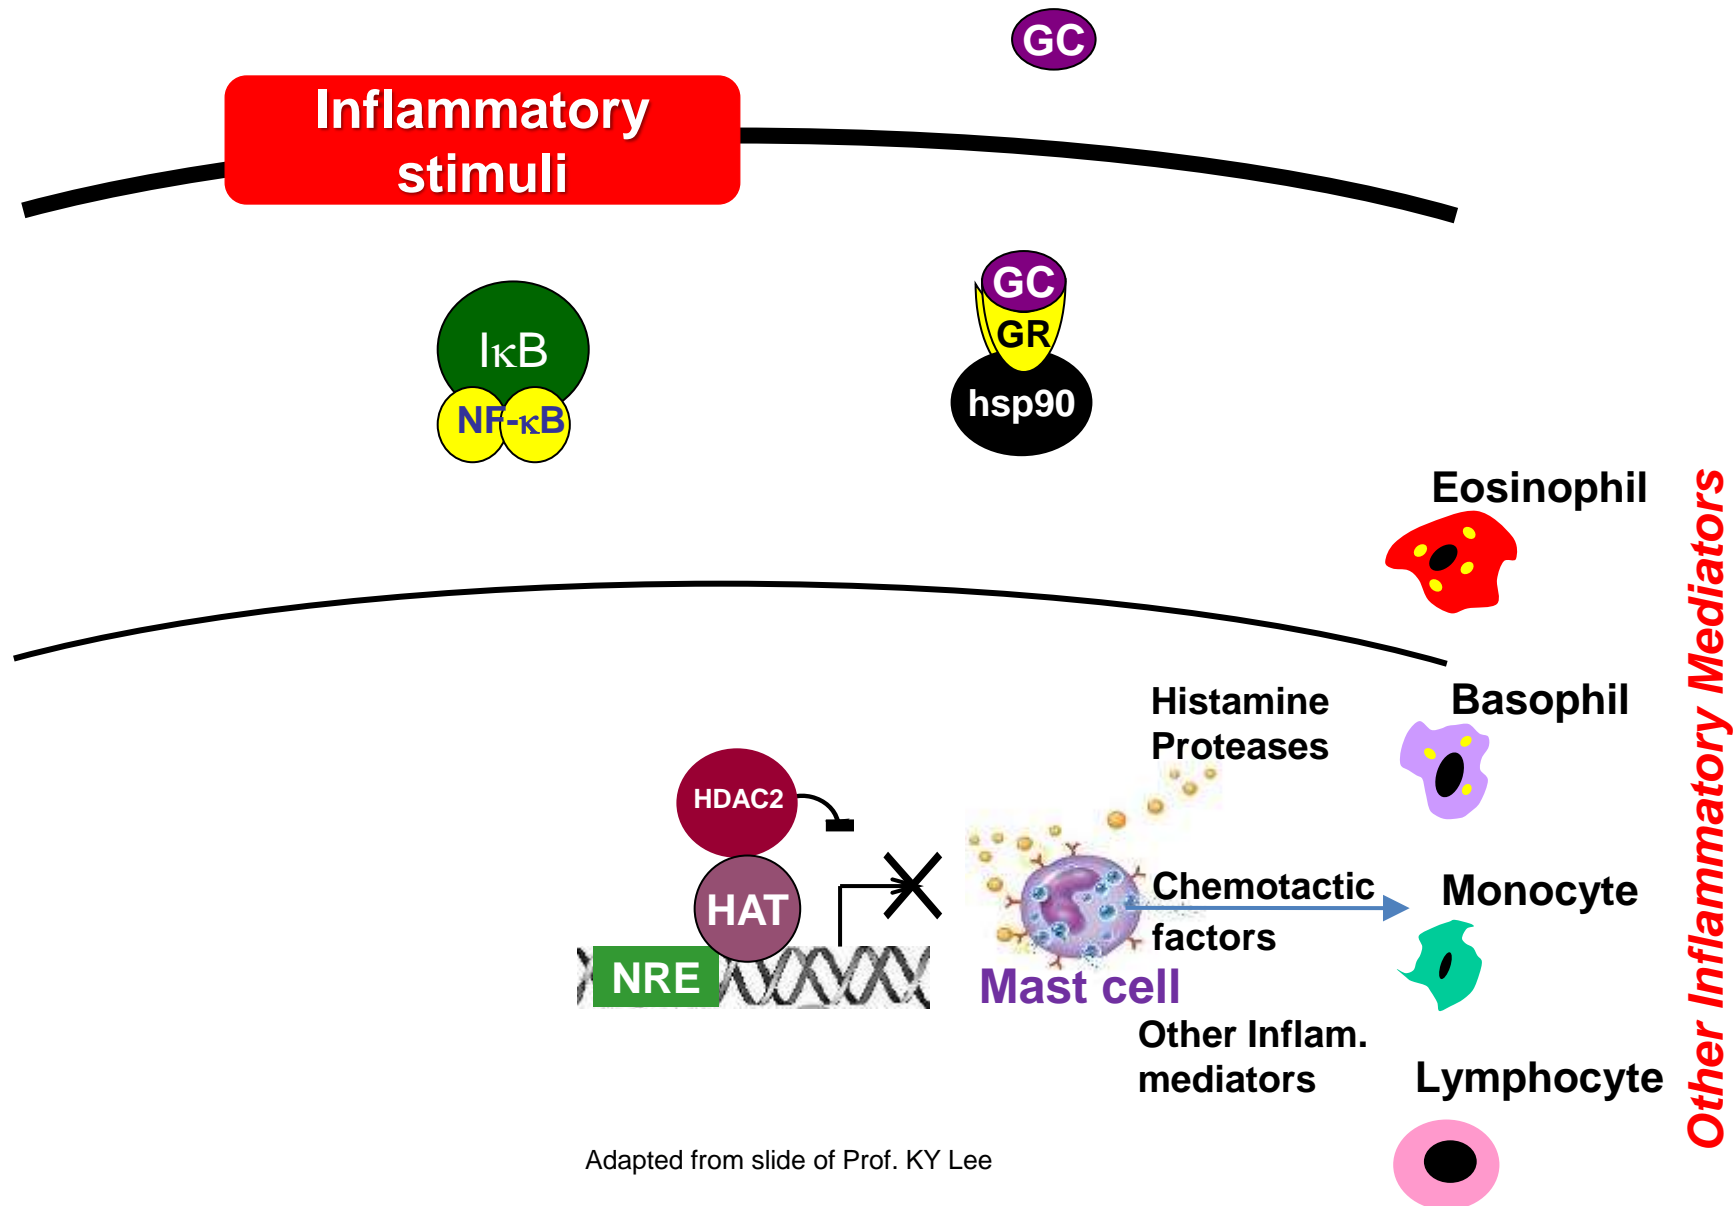 GC
Inflammatory
stimuli
GC
GR
hsp90
IκB
NF-κB
Eosinophil
Other Inflammatory Mediators
Histamine
Proteases
Basophil
HDAC2
HAT
NRE
Mast cell
Chemotactic
factors
Monocyte
Other Inflam.
mediators
Lymphocyte
Adapted from slide of Prof. KY Lee